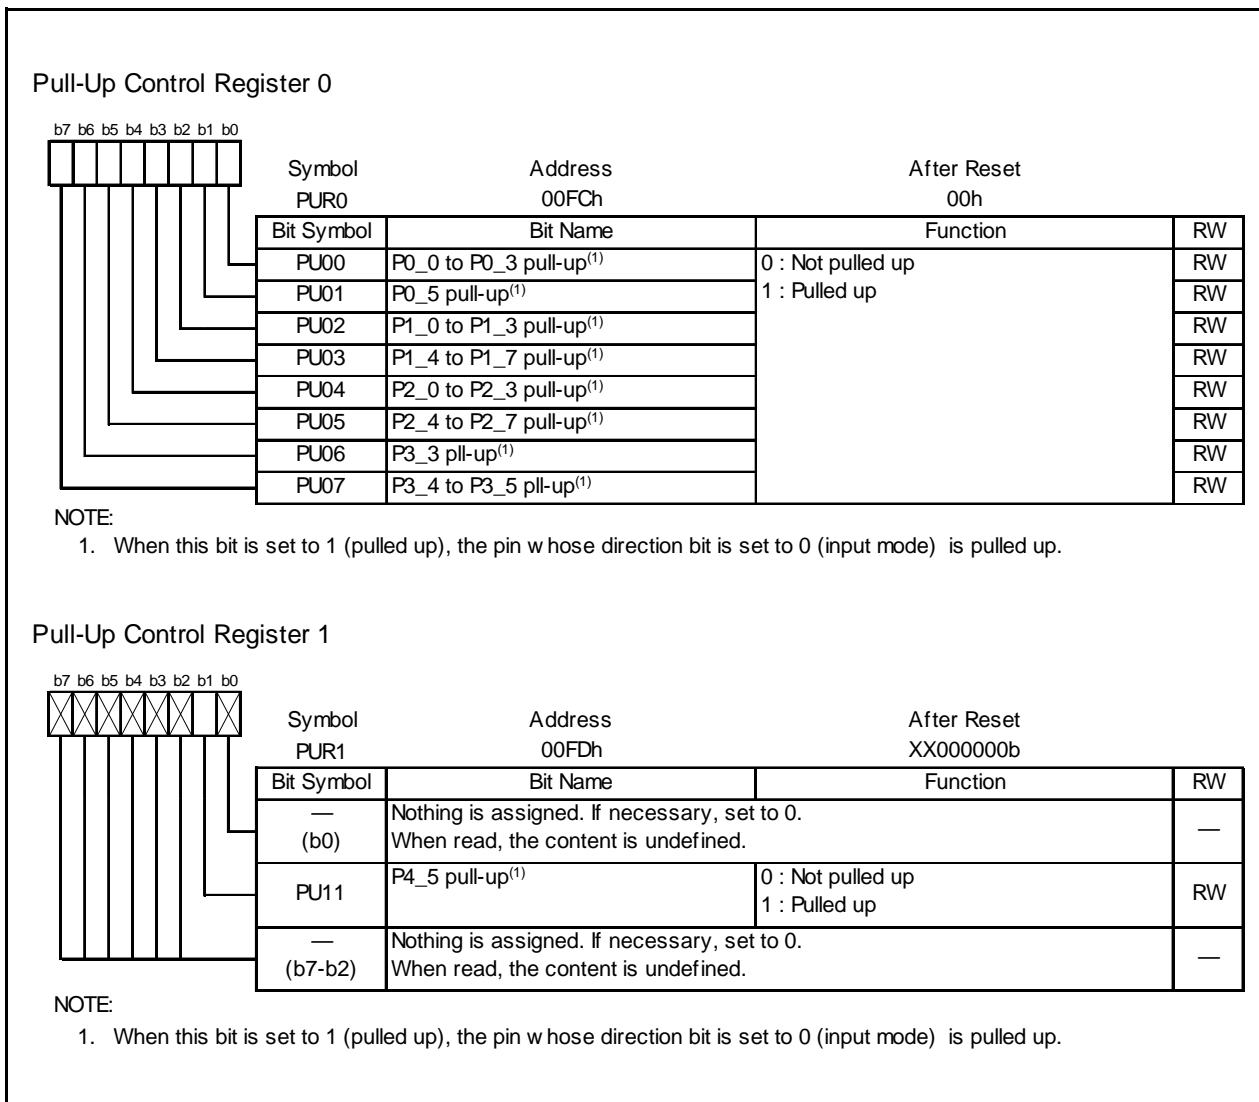 Pull-Up Control Register 0
b7 b6 b5 b4 b3 b2 b1 b0
Symbol Address After Reset
PUR0 00FCh 00h
Bit Symbol Bit Name Function RW
PU00 P0_0 to P0_3 pull-up(1) 0 : Not pulled up RW
PU01 P0_5 pull-up(1) 1 : Pulled up RW
PU02 P1_0 to P1_3 pull-up(1) RW
PU03 P1_4 to P1_7 pull-up(1) RW
PU04 P2_0 to P2_3 pull-up(1) RW
PU05 P2_4 to P2_7 pull-up(1) RW
PU06 P3_3 pll-up(1) RW
PU07 P3_4 to P3_5 pll-up(1) RW
NOTE:
1. When this bit is set to 1 (pulled up), the pin w hose direction bit is set to 0 (input mode) is pulled up.
Pull-Up Control Register 1
b7 b6 b5 b4 b3 b2 b1 b0
Symbol Address After Reset
PUR1 00FDh XX000000b
Bit Symbol Bit Name Function RW
— Nothing is assigned. If necessary, set to 0. —
(b0) When read, the content is undefined.
PU11 P4_5 pull-up(1) 0 : Not pulled up RW
1 : Pulled up
— Nothing is assigned. If necessary, set to 0. —
(b7-b2) When read, the content is undefined.
NOTE:
1. When this bit is set to 1 (pulled up), the pin w hose direction bit is set to 0 (input mode) is pulled up.